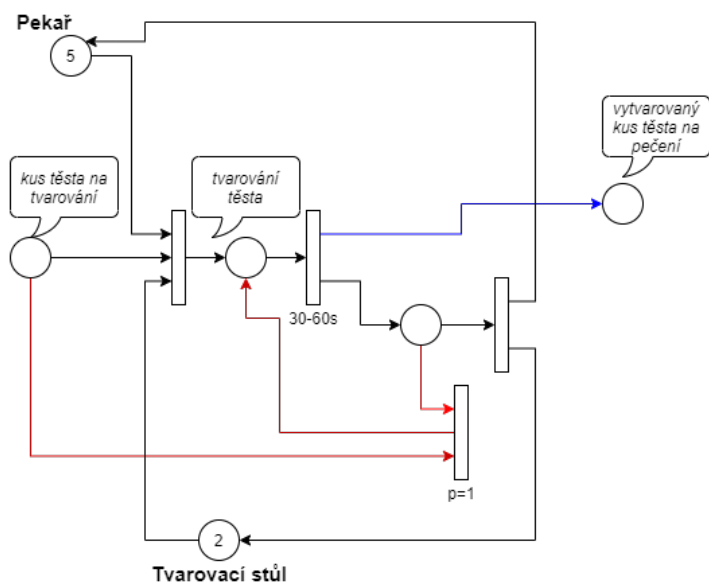 Pekař
5
vytvarovaný
kus těsta na
pečení
kus těsta na
tvarování
tvarování
těsta
30-60s
p=1
2
Tvarovací stůl